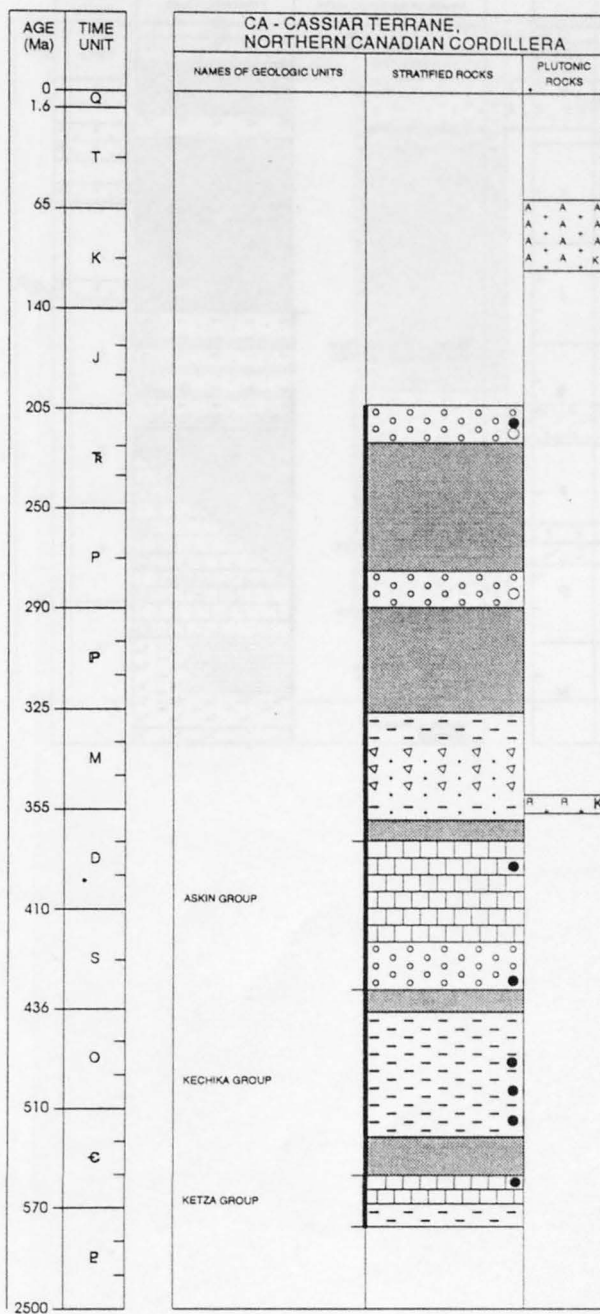 CA - CASSIAR TERRANE,
NORTHERN CANADIAN CORDILLERA
AGE
(Ma)
TIME
UNIT
NAMES OF GEOLOGIC UNITS
STRATIFIED ROCKS
PLUTONIC
ROCKS
0
Q
1.6
T
65
A A A
A A A
A A A
A A A
A A K
K
140
J
205
TR
250
P
290
IP
325
M
A A K
355
D
ASKIN GROUP
410
S
436
O
KECHIKA GROUP
510
Є
KETZA GROUP
570
P
2500